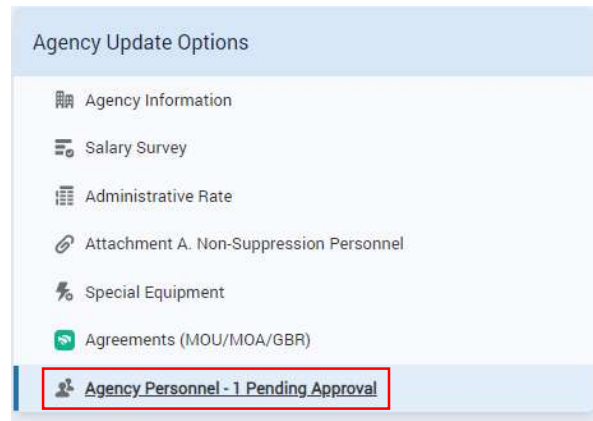 Agency Update Options
Agency Information
Salary Survey
Administrative Rate
Attachment A. Non-Suppression Personnel
Special Equipment
Agreements (MOU/MOA/GBR)
Agency Personnel - 1 Pending Approval